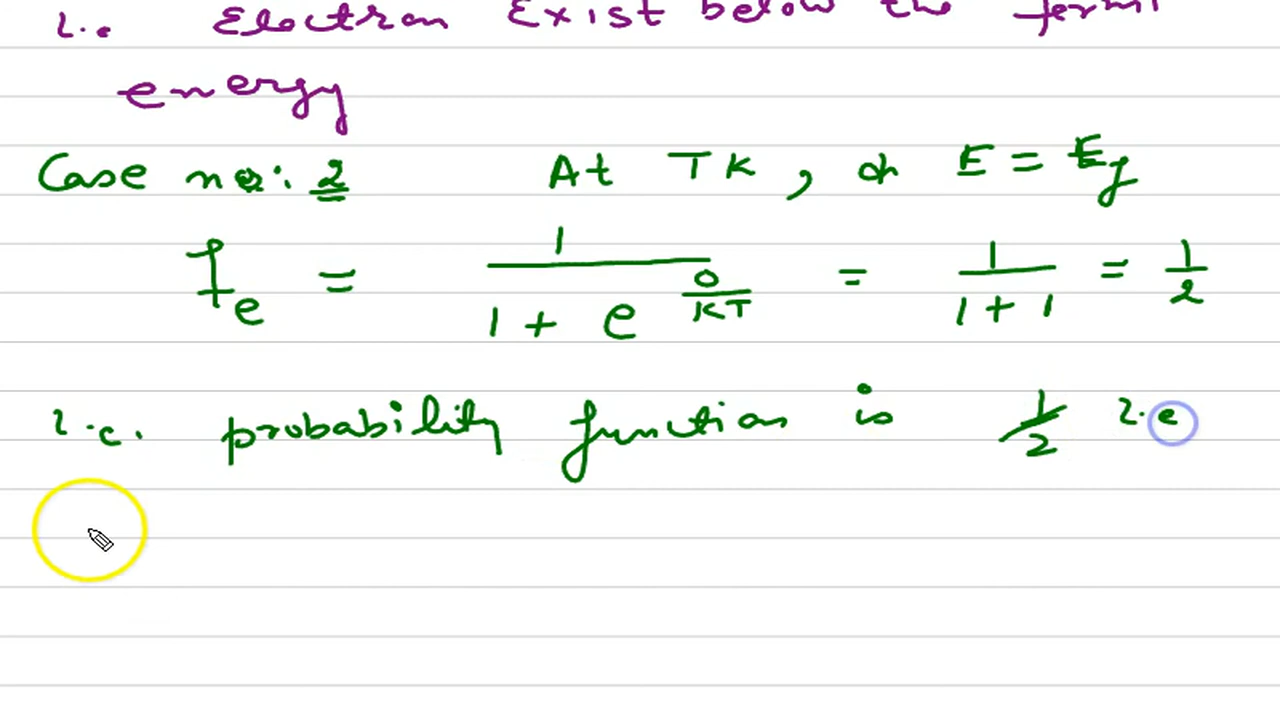 i.e Electron Exist below the fermi
energy
Case no: 2 At TK, or E = Ef
fe = 1 / (1 + e^(0/KT)) = 1 / (1 + 1) = 1/2
i.e. probability function is 1/2 i.e